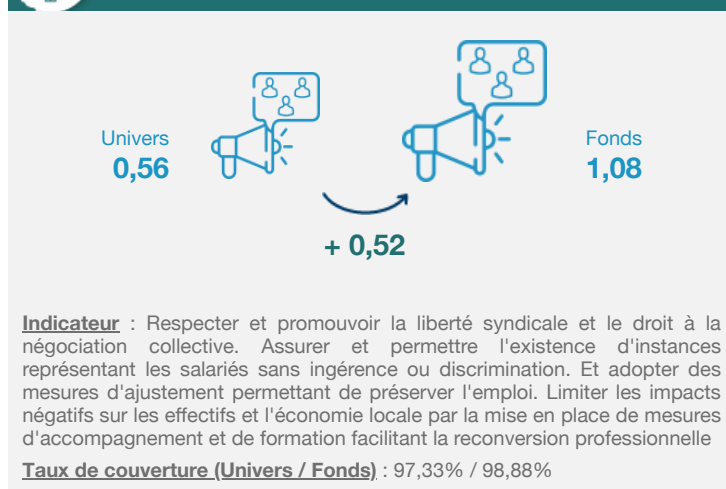 Univers
0,56
Fonds
1,08
+ 0,52
Indicateur : Respecter et promouvoir la liberté syndicale et le droit à la
négociation collective. Assurer et permettre l'existence d'instances
représentant les salariés sans ingérence ou discrimination. Et adopter des
mesures d'ajustement permettant de préserver l'emploi. Limiter les impacts
négatifs sur les effectifs et l'économie locale par la mise en place de mesures
d'accompagnement et de formation facilitant la reconversion professionnelle
Taux de couverture (Univers / Fonds) : 97,33% / 98,88%